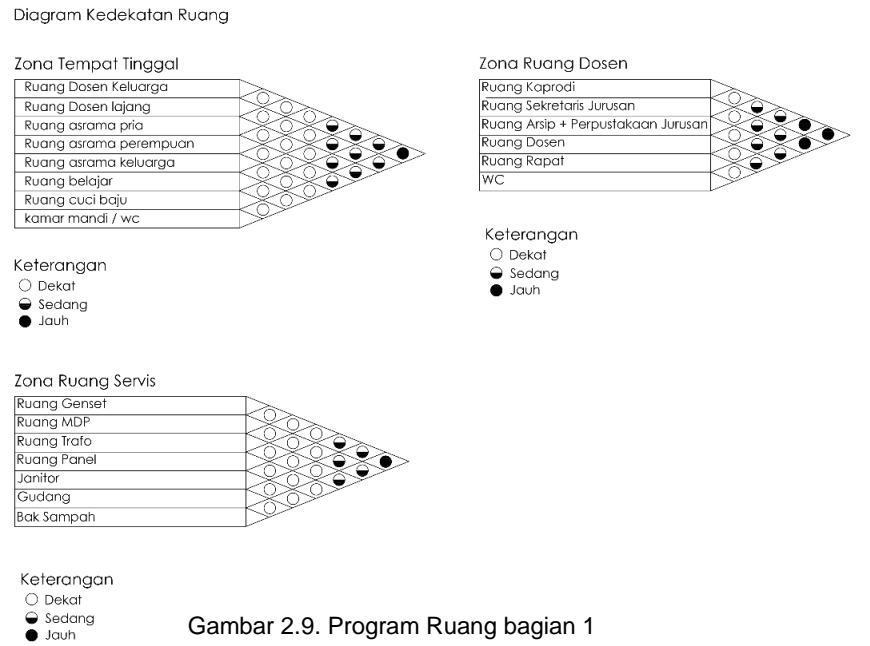 Diagram Kedekatan Ruang
Zona Tempat Tinggal
Ruang Dosen Keluarga
Ruang Dosen lajang
Ruang asrama pria
Ruang asrama perempuan
Ruang asrama keluarga
Ruang belajar
Ruang cuci baju
kamar mandi / wc
Keterangan
Dekat
Sedang
Jauh
Zona Ruang Dosen
Ruang Kaprodi
Ruang Sekretaris Jurusan
Ruang Arsip + Perpustakaan Jurusan
Ruang Dosen
Ruang Rapat
WC
Keterangan
Dekat
Sedang
Jauh
Zona Ruang Servis
Ruang Genset
Ruang MDP
Ruang Trafo
Ruang Panel
Janitor
Gudang
Bak Sampah
Keterangan
Dekat
Sedang
Jauh
Gambar 2.9. Program Ruang bagian 1